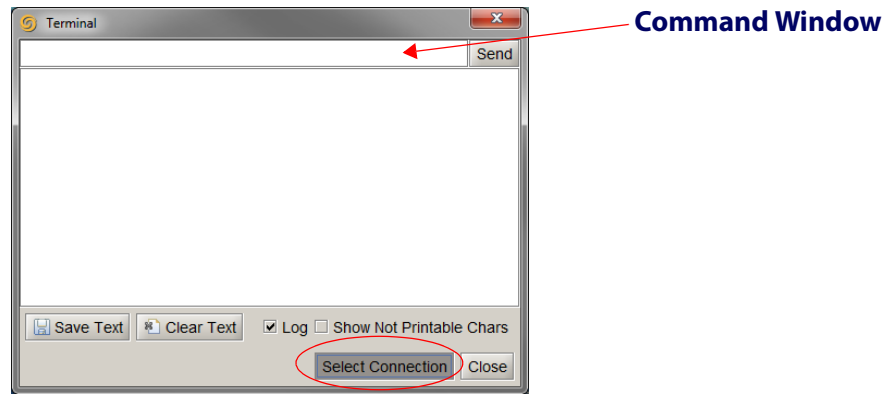 Terminal
Command Window
Send
Save Text Clear Text Log Show Not Printable Chars
Select Connection Close